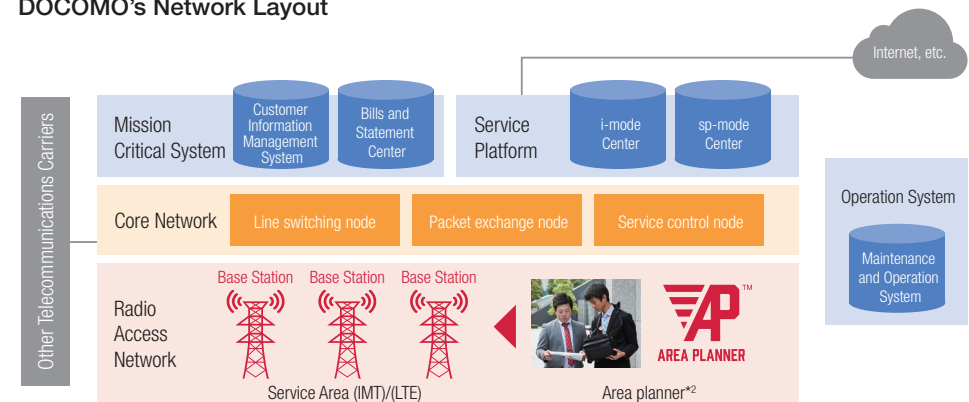 DOCOMO's Network Layout
Internet, etc.
Other Telecommunications Carriers
Mission
Critical System
Customer
Information
Management
System
Bills and
Statement
Center
Service
Platform
i-mode
Center
sp-mode
Center
Core Network
Line switching node
Packet exchange node
Service control node
Operation System
Maintenance
and Operation
System
Radio
Access
Network
Base Station
Base Station
Base Station
Service Area (IMT)/(LTE)
AP™
AREA PLANNER
Area planner*2